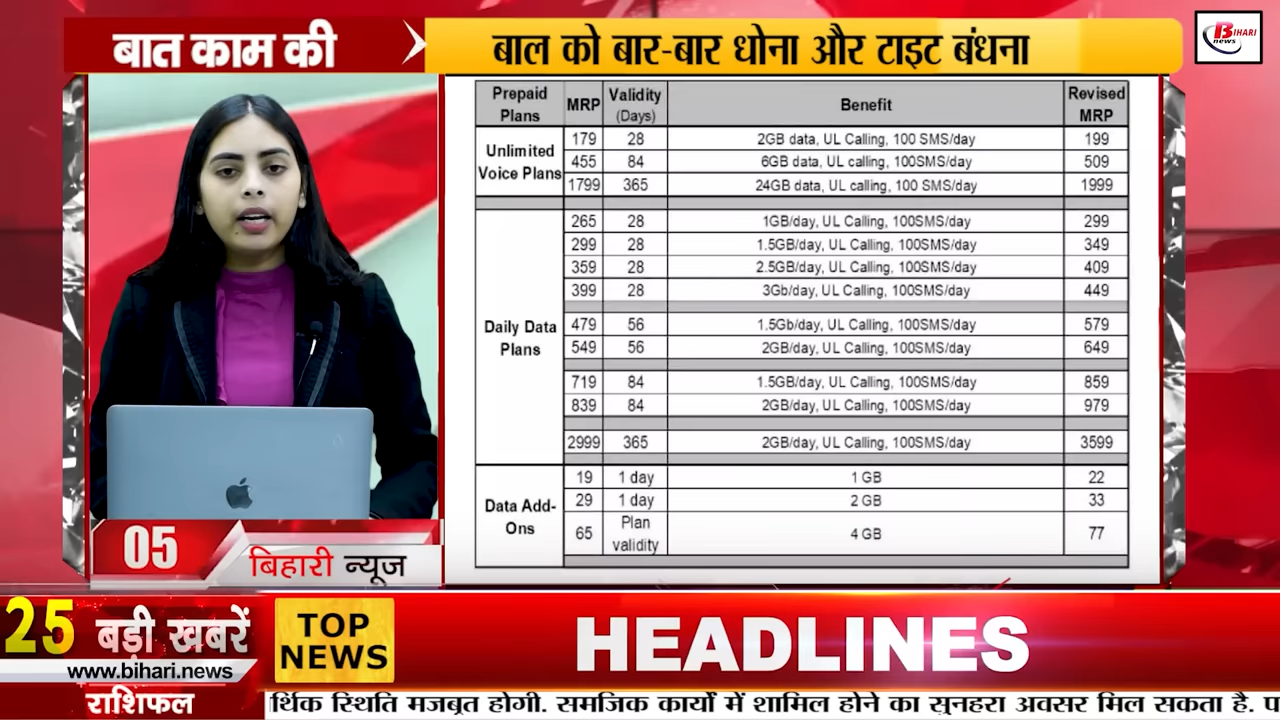 बात काम की
बाल को बार-बार धोना और टाइट बंधना
BIHARI
news
Prepaid Plans MRP Validity (Days) Benefit Revised MRP
Unlimited Voice Plans
179 28 2GB data, UL Calling, 100 SMS/day 199
455 84 6GB data, UL calling, 100SMS/day 509
1799 365 24GB data, UL calling, 100 SMS/day 1999
Daily Data Plans
265 28 1GB/day, UL Calling, 100SMS/day 299
299 28 1.5GB/day, UL Calling, 100SMS/day 349
359 28 2.5GB/day, UL Calling, 100SMS/day 409
399 28 3Gb/day, UL Calling, 100SMS/day 449
479 56 1.5Gb/day, UL Calling, 100SMS/day 579
549 56 2GB/day, UL Calling, 100SMS/day 649
719 84 1.5GB/day, UL Calling, 100SMS/day 859
839 84 2GB/day, UL Calling, 100SMS/day 979
2999 365 2GB/day, UL Calling, 100SMS/day 3599
Data Add-Ons
19 1 day 1 GB 22
29 1 day 2 GB 33
65 Plan validity 4 GB 77
05
बिहारी न्यूज
25 बड़ी खबरें
www.bihari.news
TOP
NEWS
HEADLINES
राशिफल
र्थिक स्थिति मजबूत होगी. समजिक कार्यों में शामिल होने का सुनहरा अवसर मिल सकता है. प